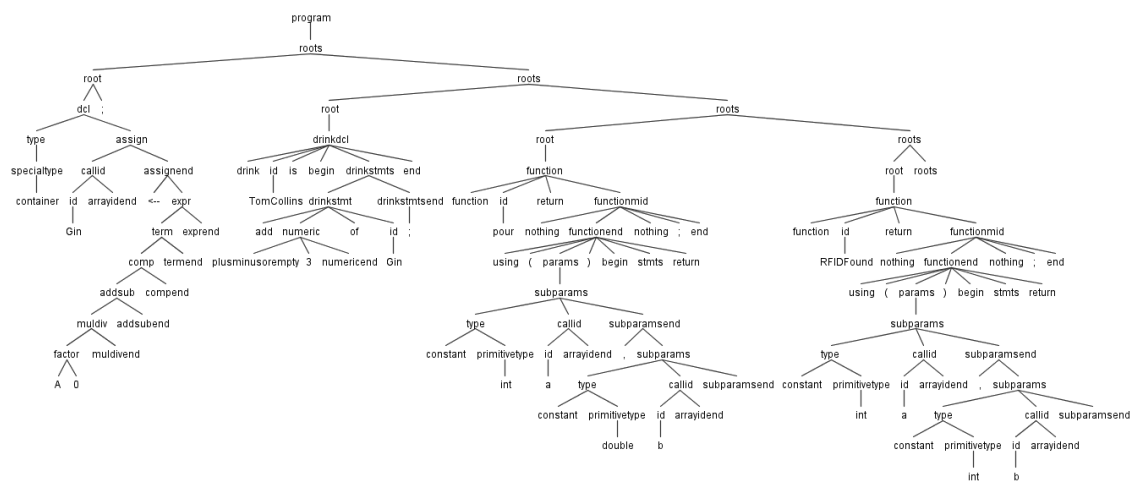 program
roots
root roots
dcl ; root roots
type assign drinkdcl root roots
specialtype callid assignend drink id is begin drinkstmts end function root roots
container id arrayidend <-- expr TomCollins drinkstmt drinkstmtsend function id return functionmid function
Gin term exprend add numeric of id ; pour nothing functionend nothing ; end function id return functionmid
comp termend plusminusorempty 3 numericend Gin using ( params ) begin stmts return RFIDFound nothing functionend nothing ; end
addsub compend subparams using ( params ) begin stmts return
muldiv addsubend type callid subparamsend subparams
factor muldivend constant primitivetype id arrayidend , subparams type callid subparamsend
A 0 int a type callid subparamsend constant primitivetype id arrayidend , subparams
constant primitivetype id arrayidend int a type callid subparamsend
double b constant primitivetype id arrayidend
int b